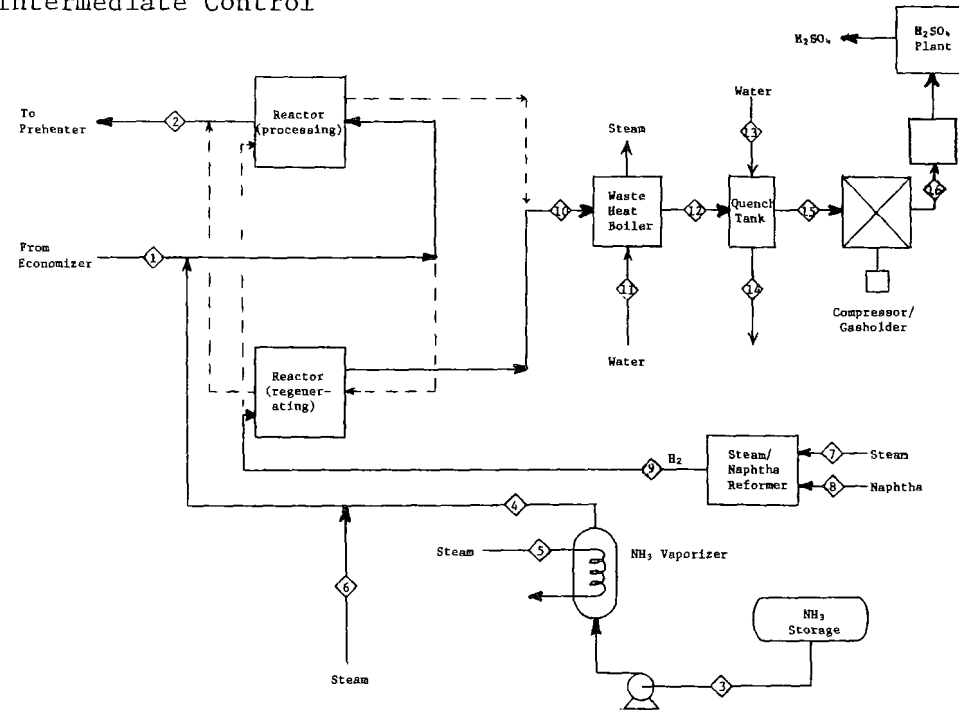 Intermediate Control
H₂SO₄
H₂SO₄
Plant
To
Preheater
2
Reactor
(processing)
Water
13
Steam
16
10
Waste
Heat
Boiler
12
Quench
Tank
15
From
Economizer
1
11
14
Compressor/
Gasholder
Water
Reactor
(regener-
ating)
9
H₂
Steam/
Naphtha
Reformer
7
Steam
8
Naphtha
4
Steam
5
NH₃ Vaporizer
6
NH₃
Storage
Steam
3